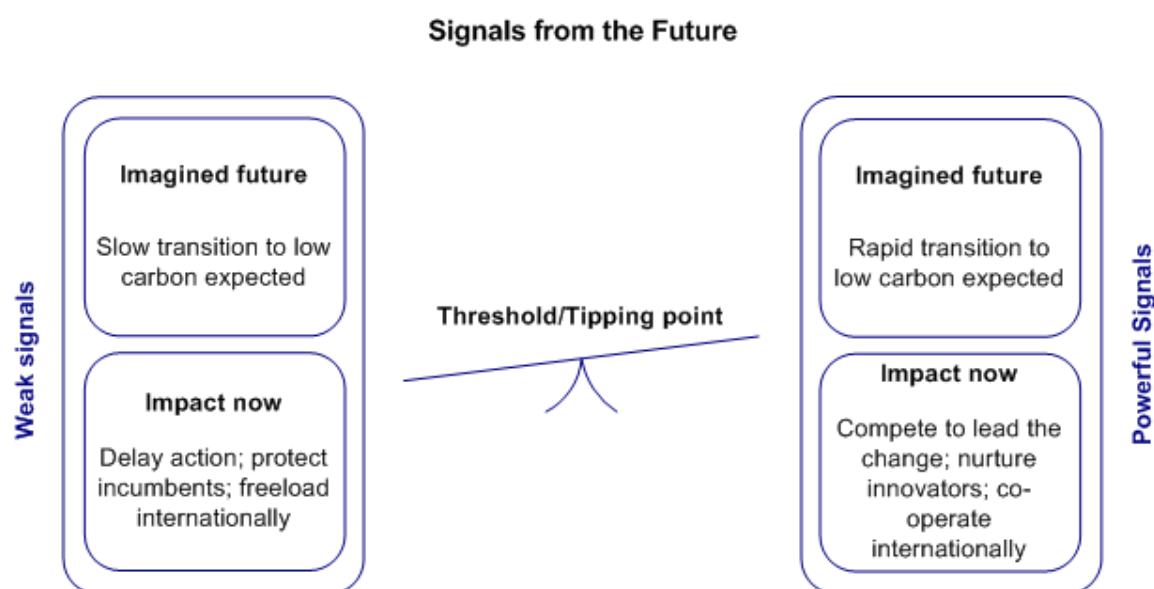 Signals from the Future
Weak signals
Imagined future
Slow transition to low
carbon expected
Impact now
Delay action; protect
incumbents; freeload
internationally
Threshold/Tipping point
Imagined future
Rapid transition to
low carbon expected
Impact now
Compete to lead the
change; nurture
innovators; co-
operate
internationally
Powerful Signals